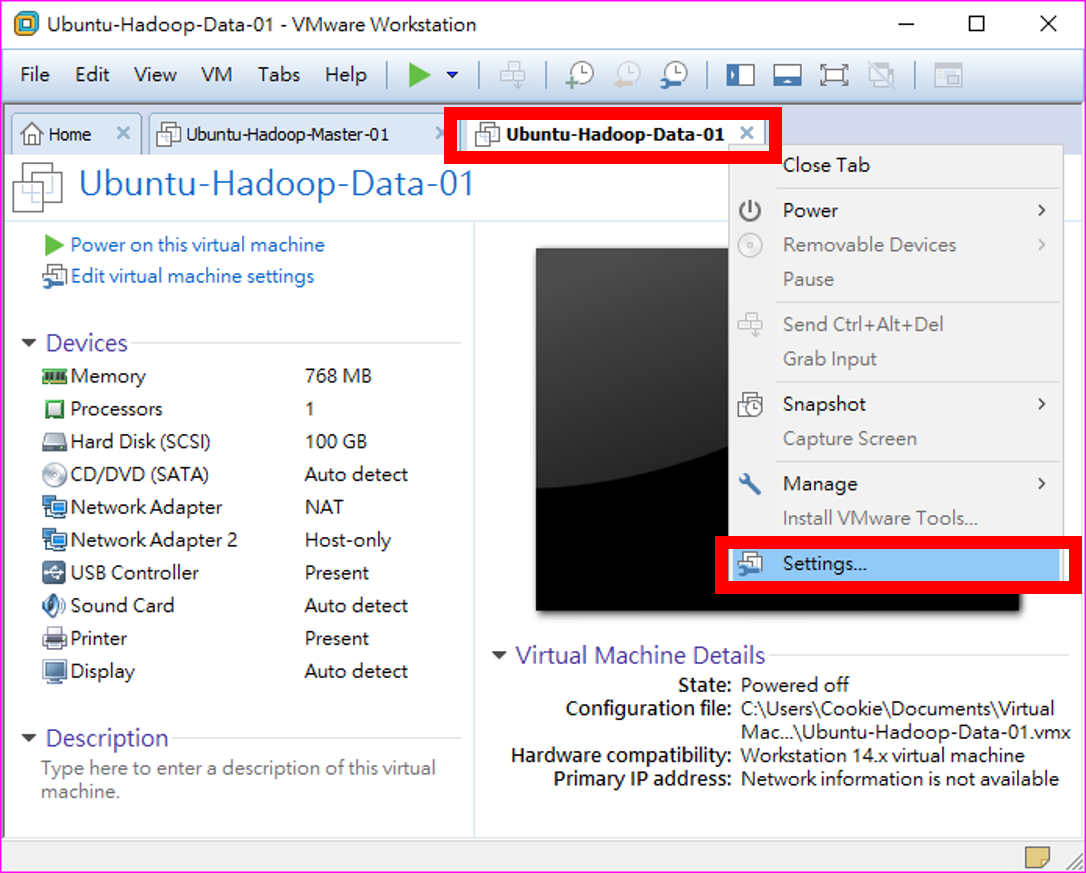 Ubuntu-Hadoop-Data-01 - VMware Workstation
File Edit View VM Tabs Help
Home Ubuntu-Hadoop-Master-01 Ubuntu-Hadoop-Data-01
Ubuntu-Hadoop-Data-01
Power on this virtual machine
Edit virtual machine settings
Devices
Memory 768 MB
Processors 1
Hard Disk (SCSI) 100 GB
CD/DVD (SATA) Auto detect
Network Adapter NAT
Network Adapter 2 Host-only
USB Controller Present
Sound Card Auto detect
Printer Present
Display Auto detect
Description
Type here to enter a description of this virtual
machine.
Close Tab
Power
Removable Devices
Pause
Send Ctrl+Alt+Del
Grab Input
Snapshot
Capture Screen
Manage
Install VMware Tools...
Settings...
Virtual Machine Details
State: Powered off
Configuration file: C:\Users\Cookie\Documents\Virtual
Mac...\Ubuntu-Hadoop-Data-01.vmx
Hardware compatibility: Workstation 14.x virtual machine
Primary IP address: Network information is not available